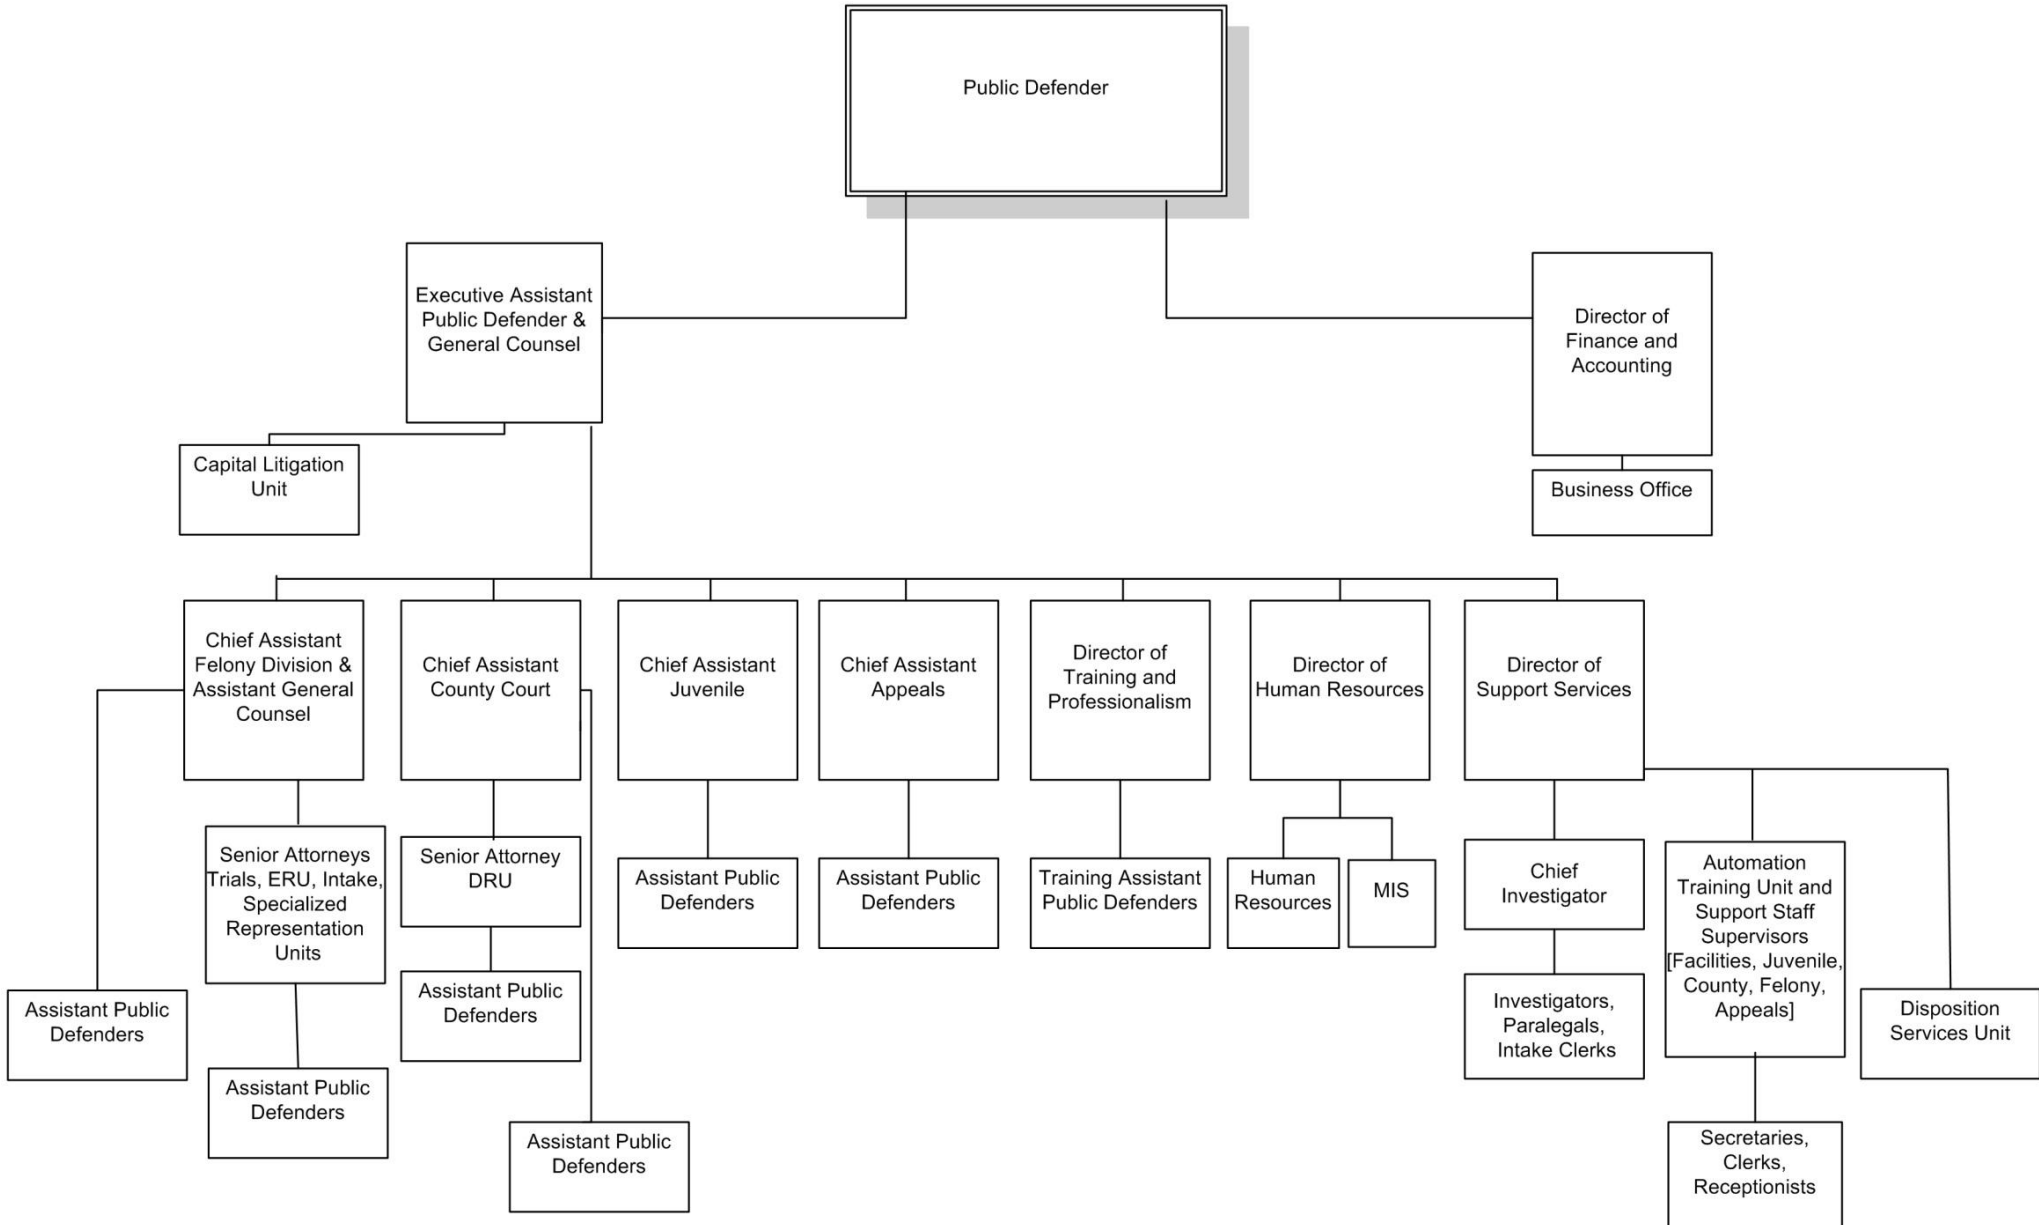 Public Defender
Executive Assistant
Public Defender &
General Counsel
Director of
Finance and
Accounting
Capital Litigation
Unit
Business Office
Chief Assistant
Felony Division &
Assistant General
Counsel
Chief Assistant
County Court
Chief Assistant
Juvenile
Chief Assistant
Appeals
Director of
Training and
Professionalism
Director of
Human Resources
Director of
Support Services
Senior Attorneys
Trials, ERU, Intake,
Specialized
Representation
Units
Senior Attorney
DRU
Assistant Public
Defenders
Assistant Public
Defenders
Training Assistant
Public Defenders
Human
Resources
MIS
Chief
Investigator
Automation
Training Unit and
Support Staff
Supervisors
[Facilities, Juvenile,
County, Felony,
Appeals]
Assistant Public
Defenders
Assistant Public
Defenders
Investigators,
Paralegals,
Intake Clerks
Disposition
Services Unit
Assistant Public
Defenders
Assistant Public
Defenders
Secretaries,
Clerks,
Receptionists